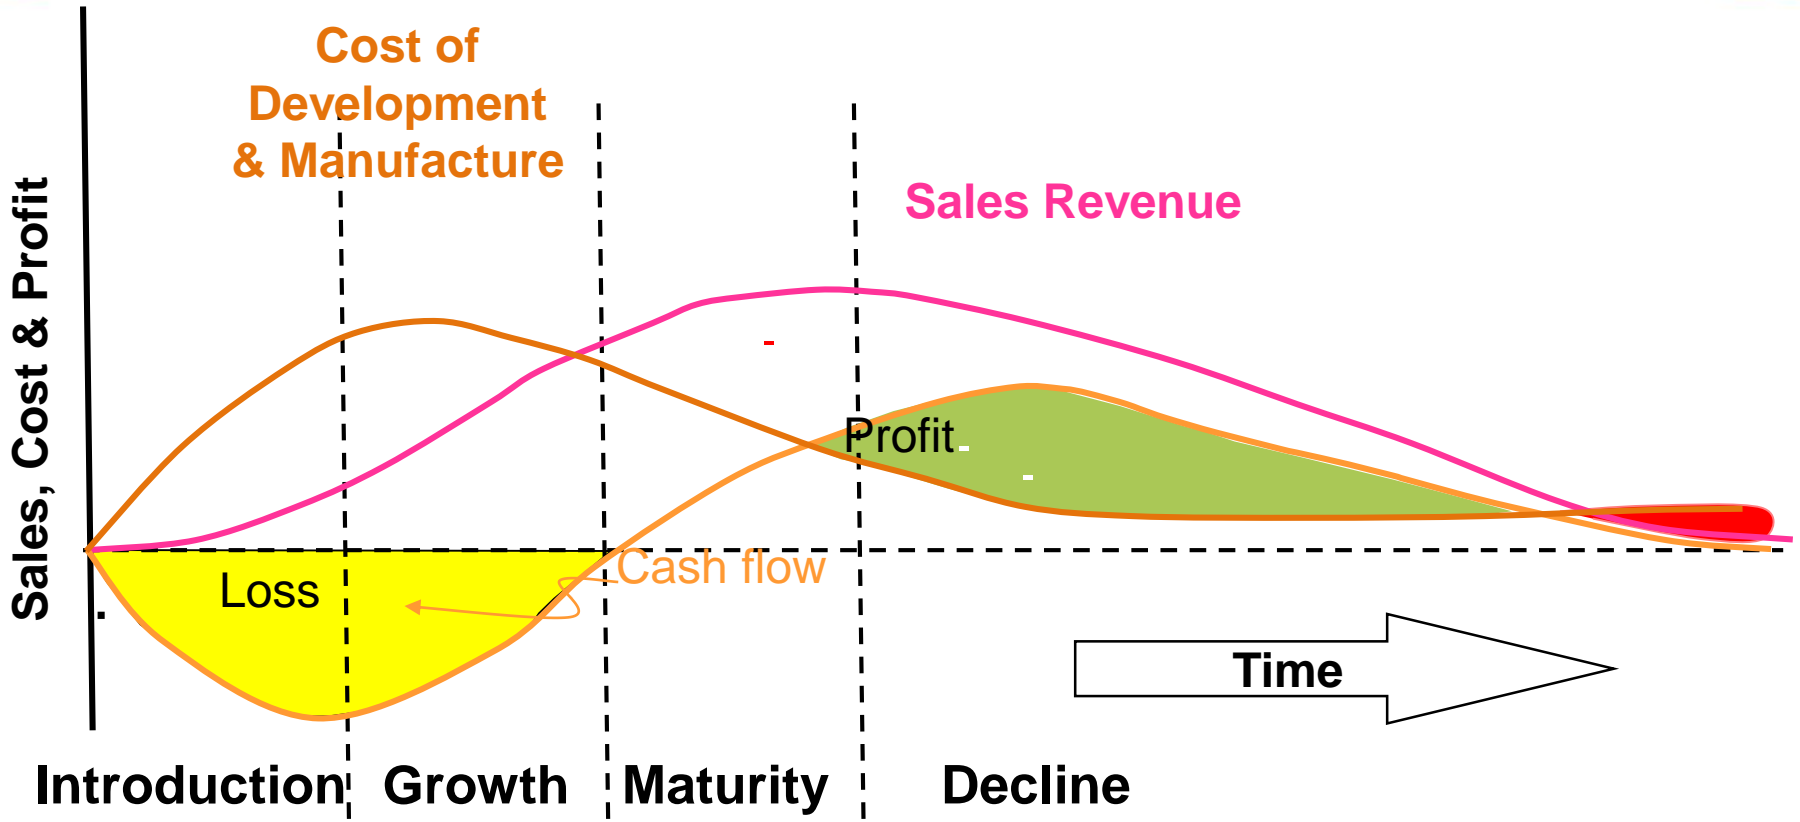 Cost of
Development
& Manufacture
Sales Revenue
Sales, Cost & Profit
Profit
Cash flow
Loss
.
Time
Introduction
Growth
Maturity
Decline